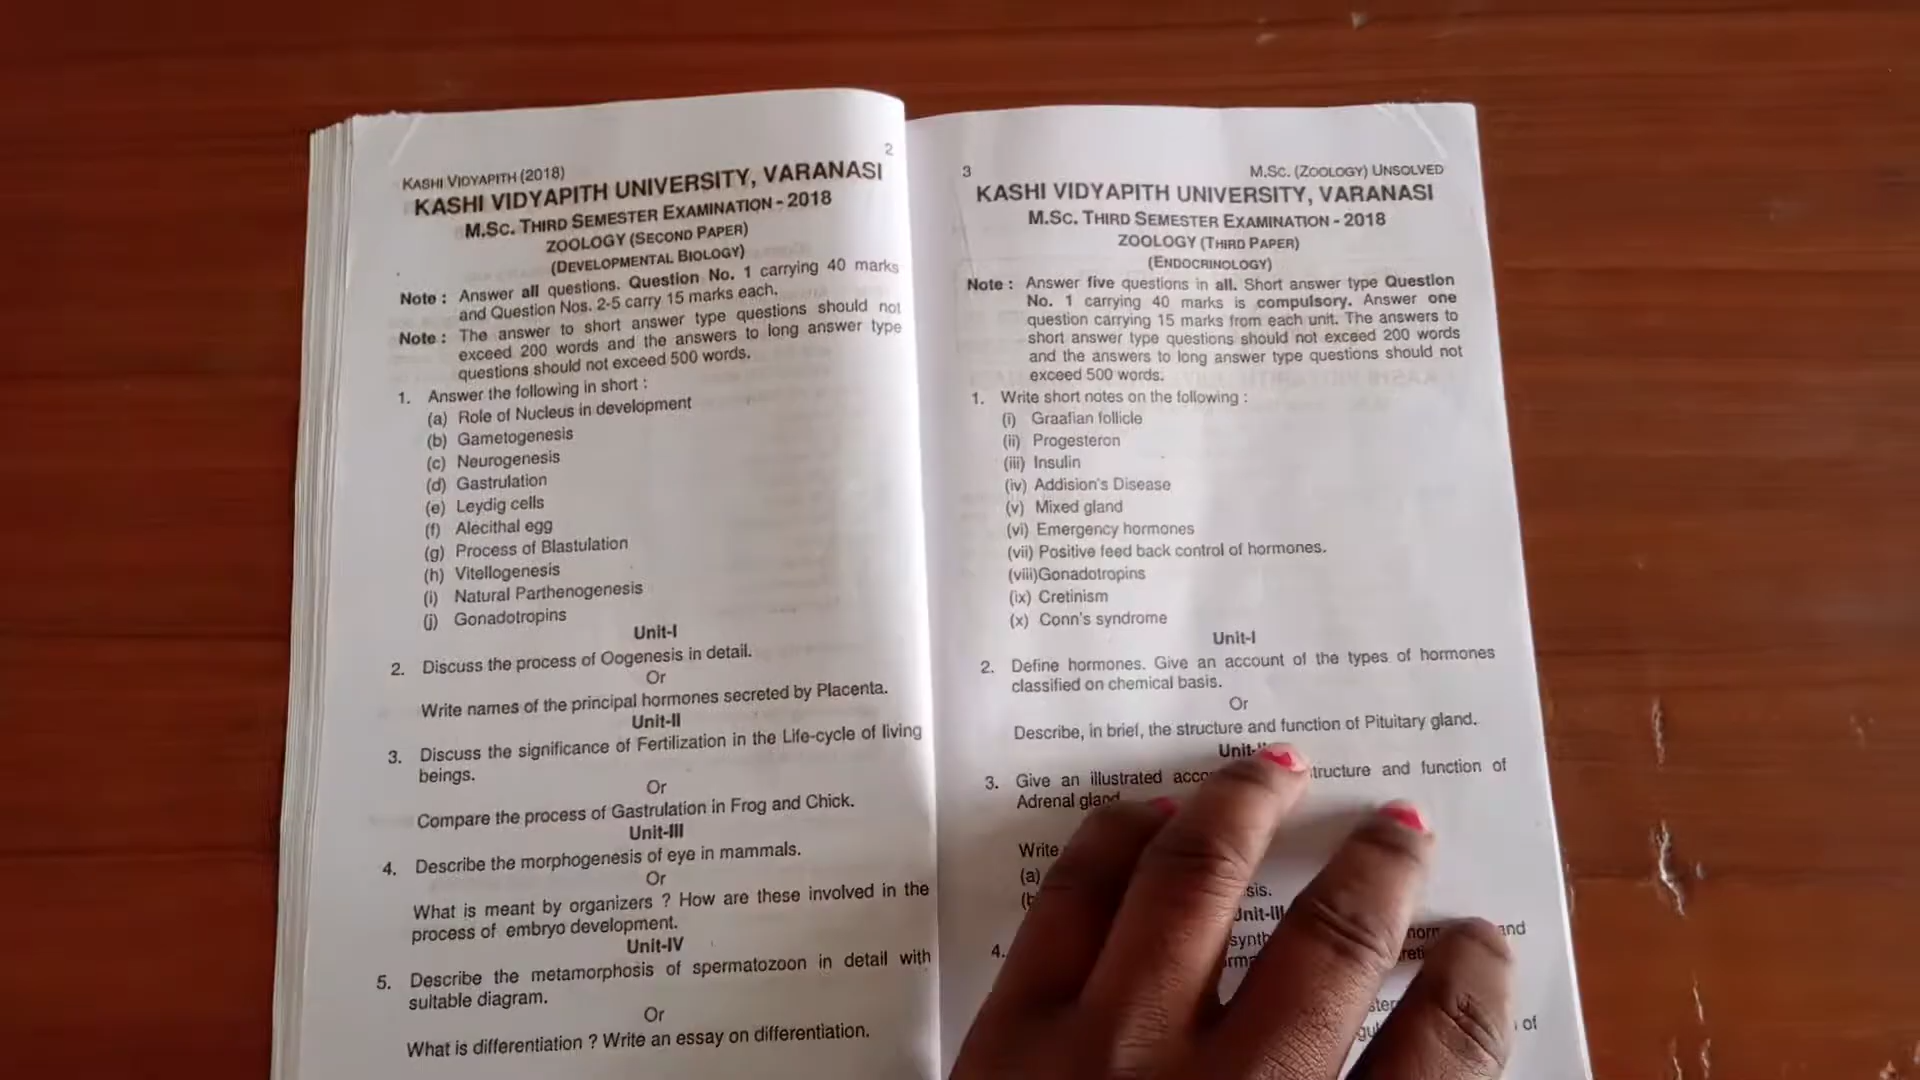 2
KASHI VIDYAPITH (2018)
KASHI VIDYAPITH UNIVERSITY, VARANASI
M.SC. THIRD SEMESTER EXAMINATION - 2018
ZOOLOGY (SECOND PAPER)
(DEVELOPMENTAL BIOLOGY)
Note : Answer all questions. Question No. 1 carrying 40 marks
and Question Nos. 2-5 carry 15 marks each.
Note : The answer to short answer type questions should not
exceed 200 words and the answers to long answer type
questions should not exceed 500 words.
1. Answer the following in short :
(a) Role of Nucleus in development
(b) Gametogenesis
(c) Neurogenesis
(d) Gastrulation
(e) Leydig cells
(f) Alecithal egg
(g) Process of Blastulation
(h) Vitellogenesis
(i) Natural Parthenogenesis
(j) Gonadotropins
Unit-I
2. Discuss the process of Oogenesis in detail.
Or
Write names of the principal hormones secreted by Placenta.
Unit-II
3. Discuss the significance of Fertilization in the Life-cycle of living
beings.
Or
Compare the process of Gastrulation in Frog and Chick.
Unit-III
4. Describe the morphogenesis of eye in mammals.
Or
What is meant by organizers ? How are these involved in the
process of embryo development.
Unit-IV
5. Describe the metamorphosis of spermatozoon in detail with
suitable diagram.
Or
What is differentiation ? Write an essay on differentiation.
3
M.SC. (ZOOLOGY) UNSOLVED
KASHI VIDYAPITH UNIVERSITY, VARANASI
M.SC. THIRD SEMESTER EXAMINATION - 2018
ZOOLOGY (THIRD PAPER)
(ENDOCRINOLOGY)
Note : Answer five questions in all. Short answer type Question
No. 1 carrying 40 marks is compulsory. Answer one
question carrying 15 marks from each unit. The answers to
short answer type questions should not exceed 200 words
and the answers to long answer type questions should not
exceed 500 words.
1. Write short notes on the following :
(i) Graafian follicle
(ii) Progesteron
(iii) Insulin
(iv) Addision's Disease
(v) Mixed gland
(vi) Emergency hormones
(vii) Positive feed back control of hormones.
(viii)Gonadotropins
(ix) Cretinism
(x) Conn's syndrome
Unit-I
2. Define hormones. Give an account of the types of hormones
classified on chemical basis.
Or
Describe, in brief, the structure and function of Pituitary gland.
Unit-
3. Give an illustrated structure and function of
Adrenal gland
Write
(a)
Unit-III
4. and
of